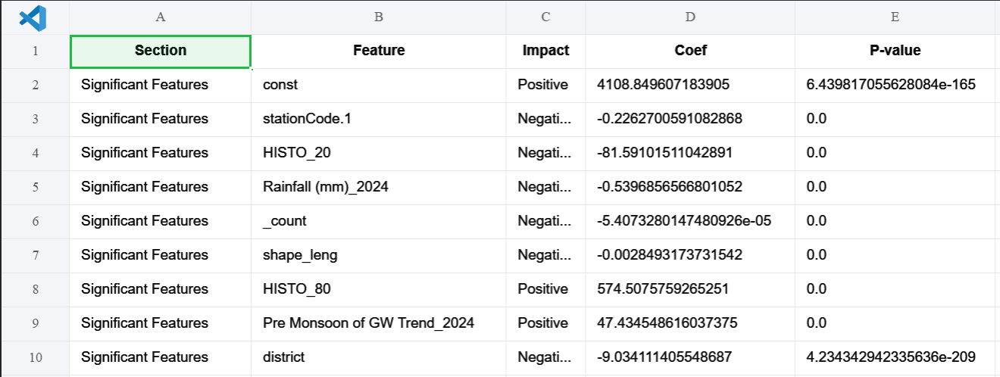 A B C D E
1 Section Feature Impact Coef P-value
2 Significant Features const Positive 4108.849607183905 6.439817055628084e-165
3 Significant Features stationCode.1 Negati... -0.2262700591082868 0.0
4 Significant Features HISTO_20 Negati... -81.59101511042891 0.0
5 Significant Features Rainfall (mm)_2024 Negati... -0.5396856566801052 0.0
6 Significant Features _count Negati... -5.4073280147480926e-05 0.0
7 Significant Features shape_leng Negati... -0.0028493173731542 0.0
8 Significant Features HISTO_80 Positive 574.5075759265251 0.0
9 Significant Features Pre Monsoon of GW Trend_2024 Positive 47.434548616037375 0.0
10 Significant Features district Negati... -9.034111405548687 4.234342942335636e-209